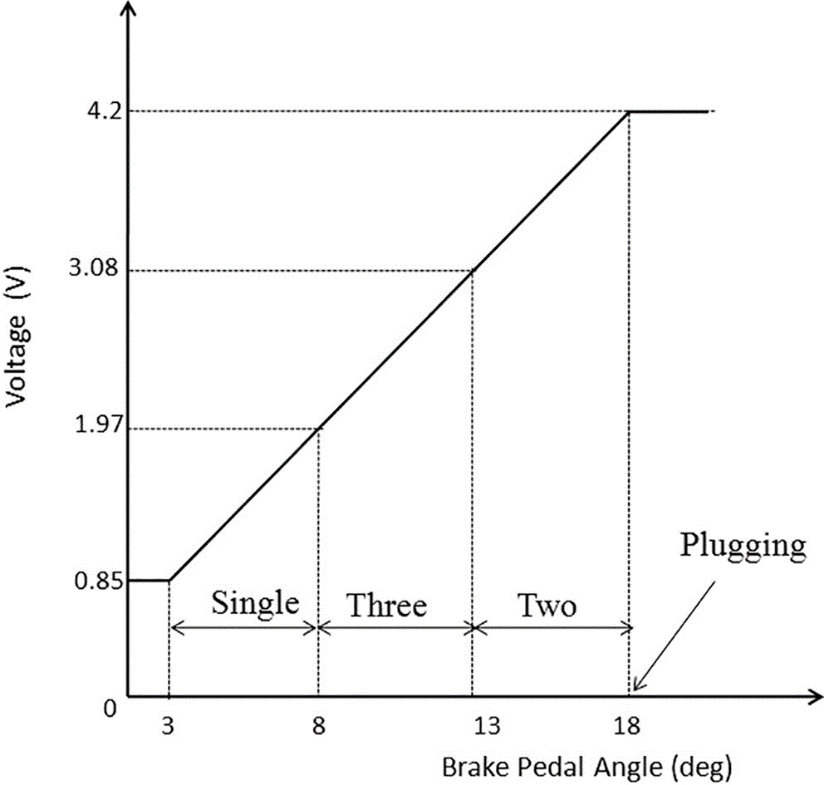 4.2
3.08
Voltage (V)
1.97
Plugging
0.85
Single Three Two
0
3 8 13 18
Brake Pedal Angle (deg)